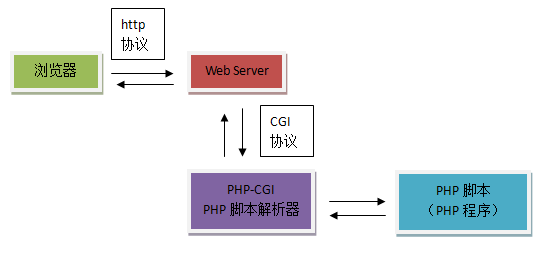 http
协议
浏览器
Web Server
CGI
协议
PHP-CGI
PHP 脚本解析器
PHP 脚本
（PHP 程序）